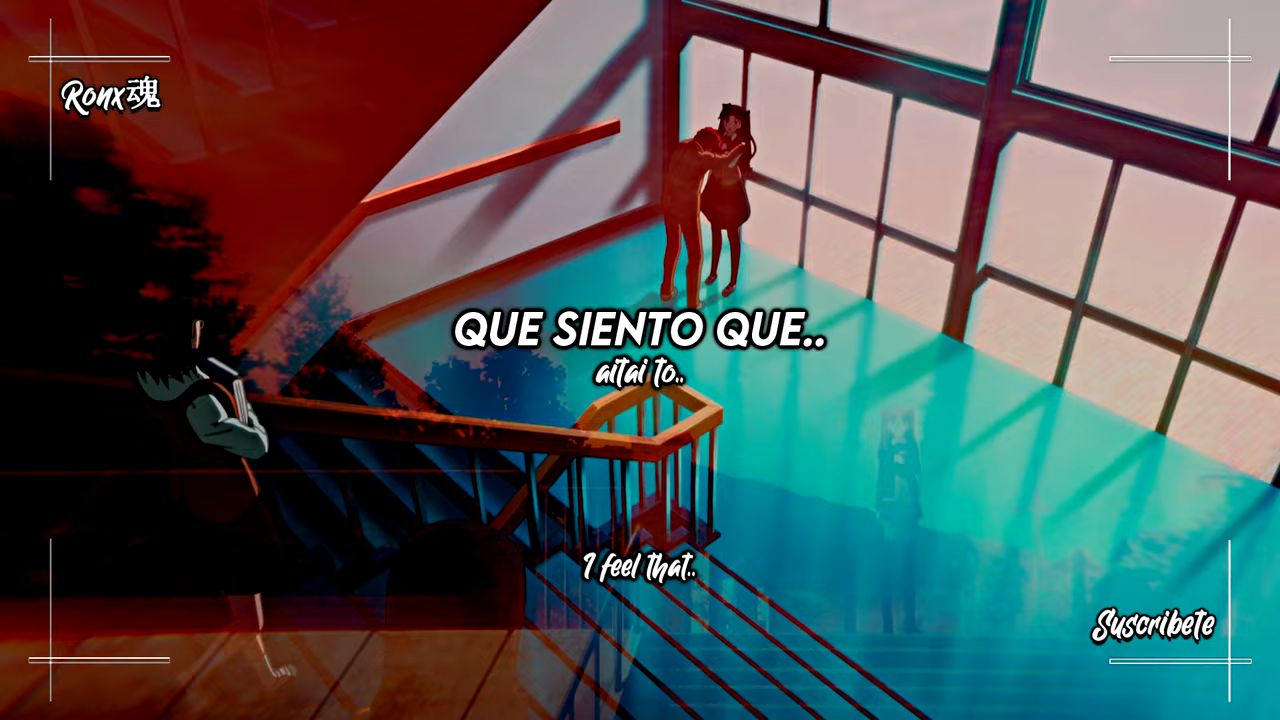 Ronx魂
QUE SIENTO QUE..
aitai to..
I feel that..
Suscribete